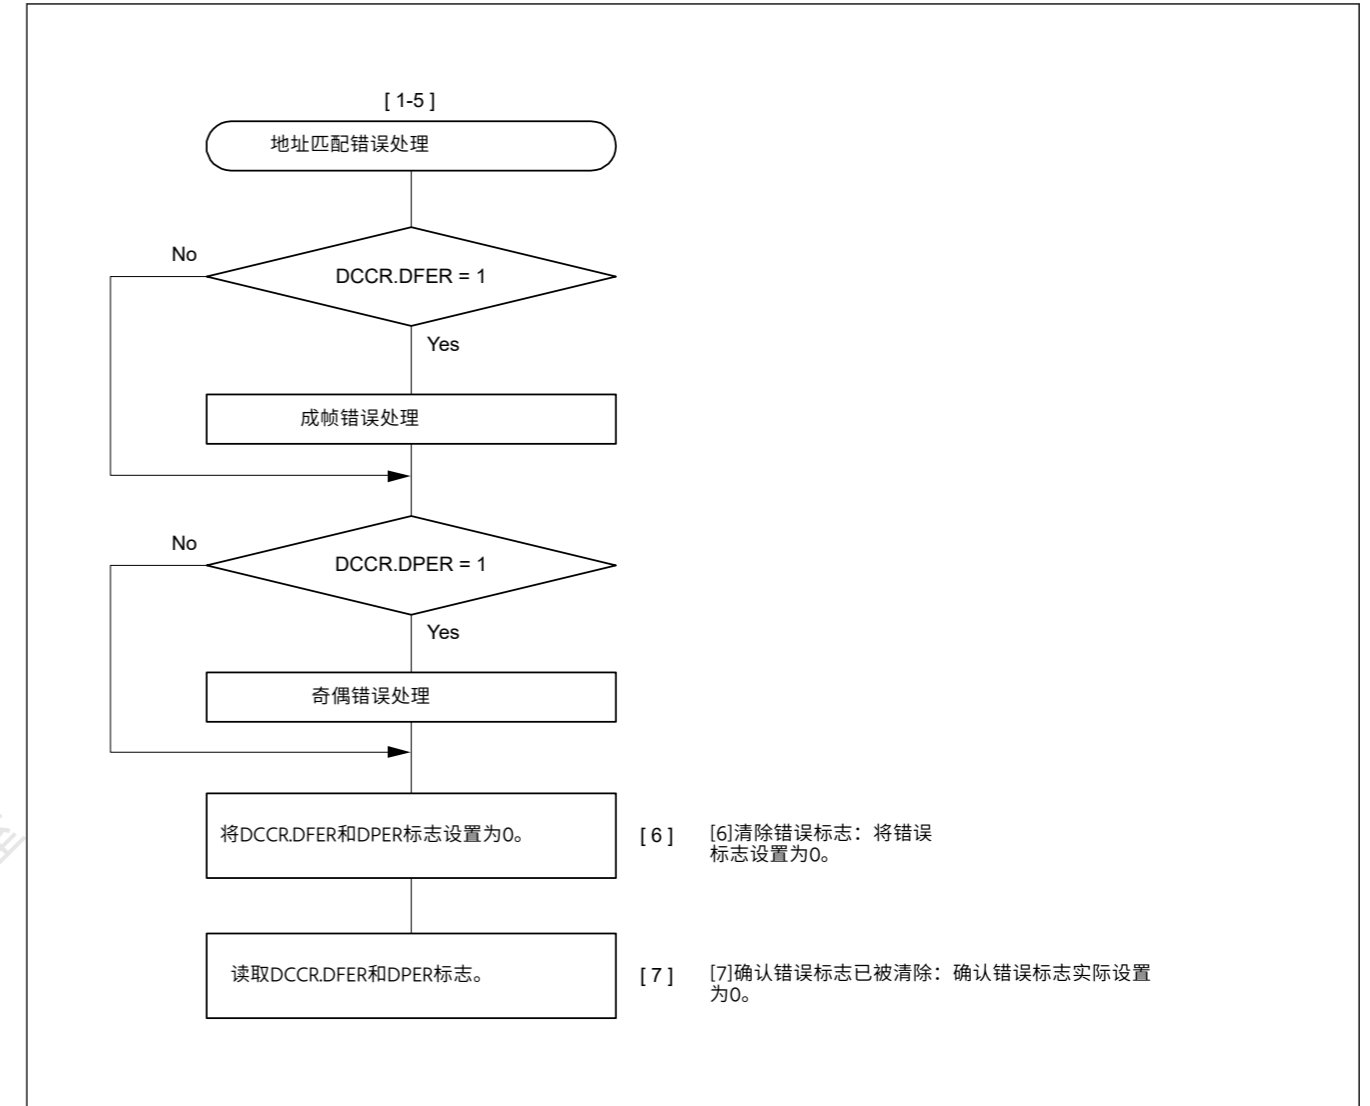 [ 1-5 ]
地址匹配错误处理
No
DCCR.DFER = 1
Yes
成帧错误处理
No
DCCR.DPER = 1
Yes
奇偶错误处理
将DCCR.DFER和DPER标志设置为0。
[ 6 ]
[6]清除错误标志：将错误
标志设置为0。
读取DCCR.DFER和DPER标志。
[ 7 ]
[7]确认错误标志已被清除：确认错误标志实际设置
为0。